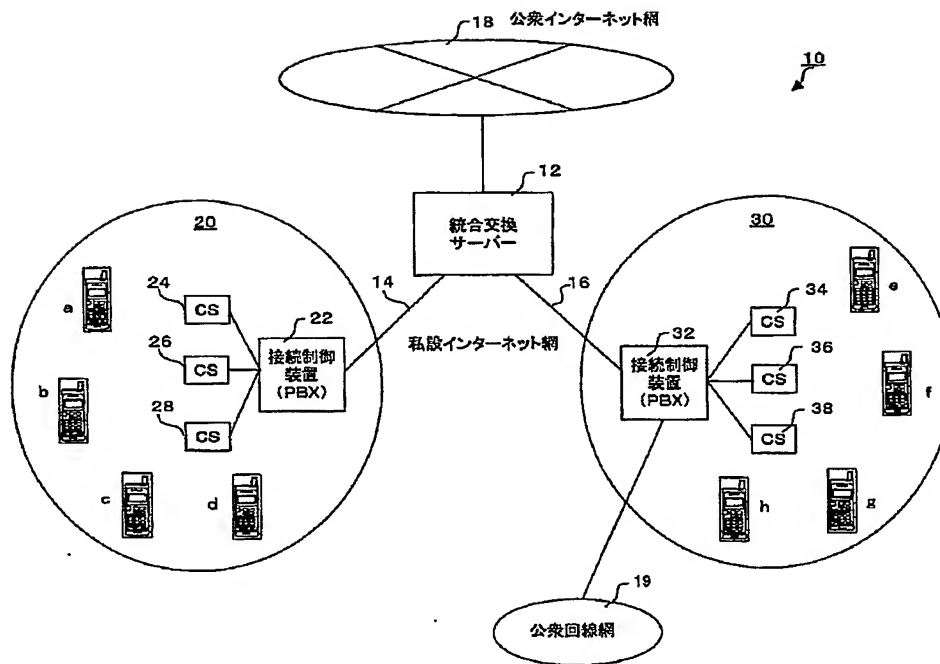 18
公衆インターネット網
10
12
統合交換
サーバー
20
30
14
16
私設インターネット網
a
b
c
d
24
CS
26
CS
28
CS
22
接続制御
装置
(PBX)
32
接続制御
装置
(PBX)
34
CS
36
CS
38
CS
e
f
g
h
19
公衆回線網